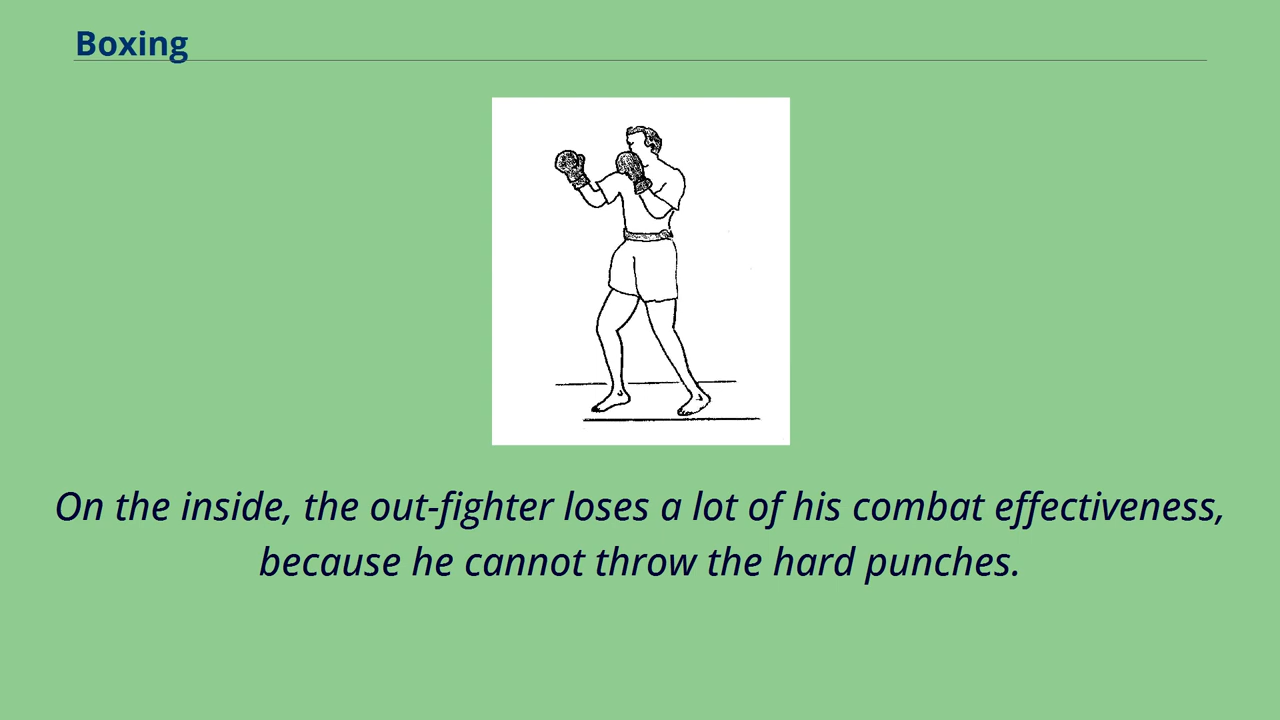 Boxing
On the inside, the out-fighter loses a lot of his combat effectiveness,
because he cannot throw the hard punches.